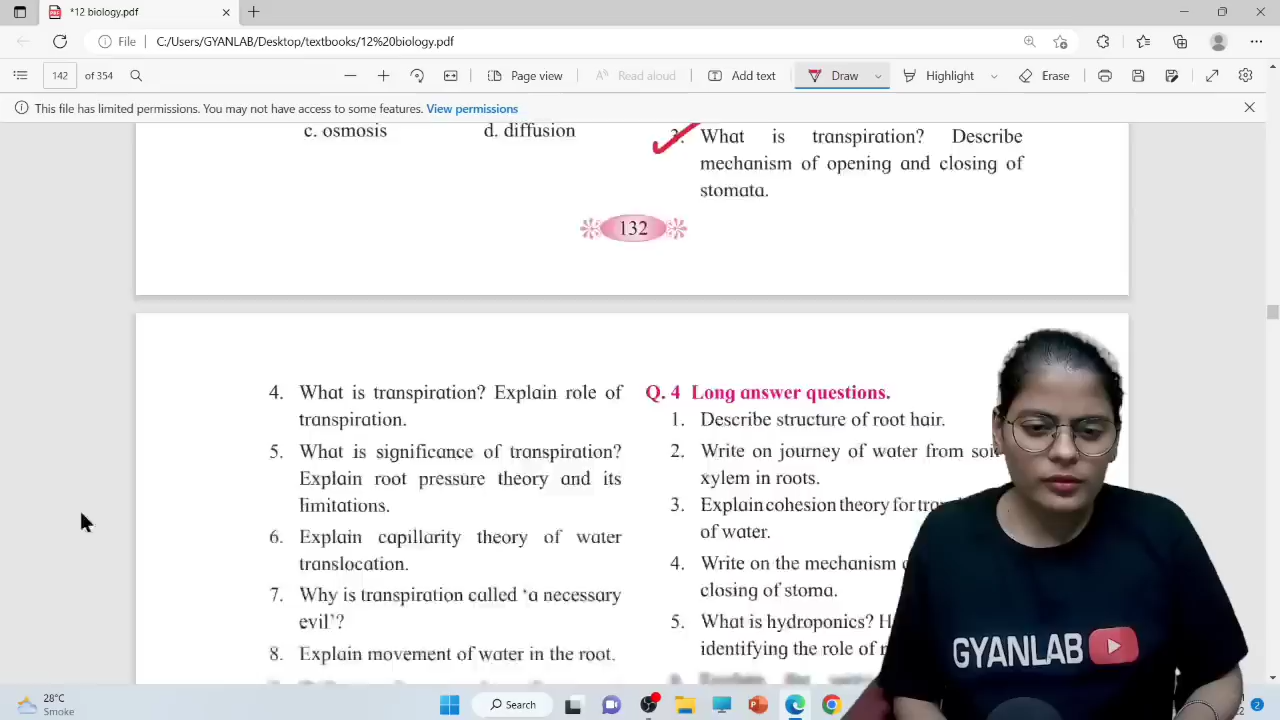 *12 biology.pdf
File
C:/Users/GYANLAB/Desktop/textbooks/12%20biology.pdf
142 of 354
Page view
Read aloud
Add text
Draw
Highlight
Erase
This file has limited permissions. You may not have access to some features. View permissions
c. osmosis d. diffusion
3. What is transpiration? Describe
mechanism of opening and closing of
stomata.
132
4. What is transpiration? Explain role of
transpiration.
5. What is significance of transpiration?
Explain root pressure theory and its
limitations.
6. Explain capillarity theory of water
translocation.
7. Why is transpiration called ‘a necessary
evil’?
8. Explain movement of water in the root.
Q. 4 Long answer questions.
1. Describe structure of root hair.
2. Write on journey of water from soil
xylem in roots.
3. Explain cohesion theory for
of water.
4. Write on the mechanism
closing of stoma.
5. What is hydroponics?
identifying the role of
GYANLAB
28°C
Smoke
Search
2